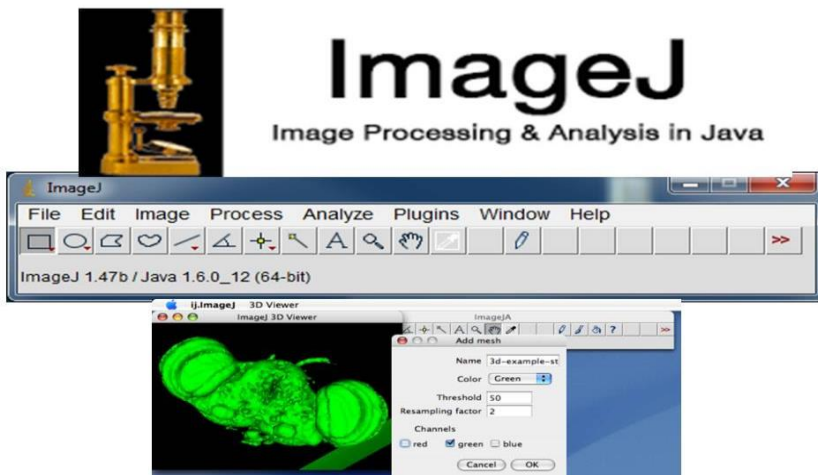 ImageJ
Image Processing & Analysis in Java
ImageJ
File Edit Image Process Analyze Plugins Window Help
A
>>
ImageJ 1.47b / Java 1.6.0_12 (64-bit)
ij.ImageJ 3D Viewer
ImageJ 3D Viewer
ImageJA
A ? >>
Add mesh
Name 3d-example-st
Color Green
Threshold 50
Resampling factor 2
Channels
red green blue
Cancel OK